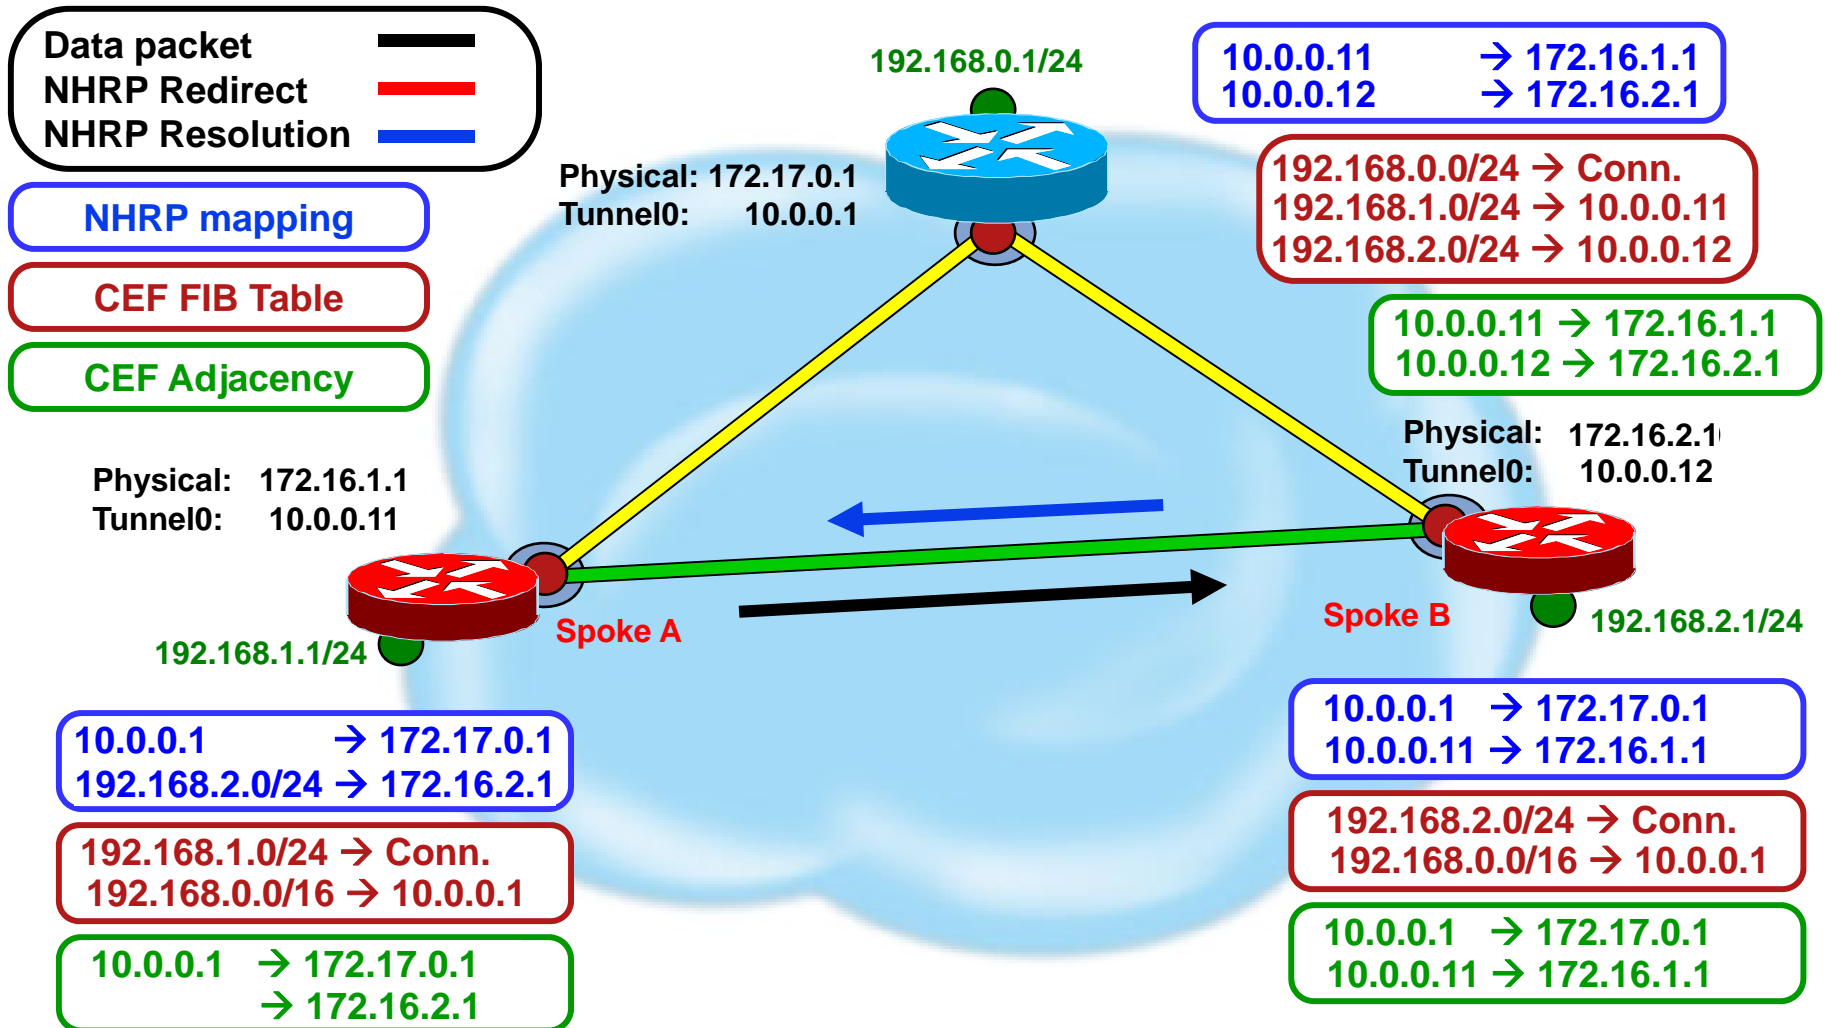 Data packet
NHRP Redirect
NHRP Resolution
NHRP mapping
CEF FIB Table
CEF Adjacency
192.168.0.1/24
Physical: 172.17.0.1
Tunnel0: 10.0.0.1
10.0.0.11 → 172.16.1.1
10.0.0.12 → 172.16.2.1
192.168.0.0/24 → Conn.
192.168.1.0/24 → 10.0.0.11
192.168.2.0/24 → 10.0.0.12
10.0.0.11 → 172.16.1.1
10.0.0.12 → 172.16.2.1
Physical: 172.16.2.1
Tunnel0: 10.0.0.12
Physical: 172.16.1.1
Tunnel0: 10.0.0.11
Spoke A
Spoke B
192.168.1.1/24
192.168.2.1/24
10.0.0.1 → 172.17.0.1
192.168.2.0/24 → 172.16.2.1
192.168.1.0/24 → Conn.
192.168.0.0/16 → 10.0.0.1
10.0.0.1 → 172.17.0.1
→ 172.16.2.1
10.0.0.1 → 172.17.0.1
10.0.0.11 → 172.16.1.1
192.168.2.0/24 → Conn.
192.168.0.0/16 → 10.0.0.1
10.0.0.1 → 172.17.0.1
10.0.0.11 → 172.16.1.1